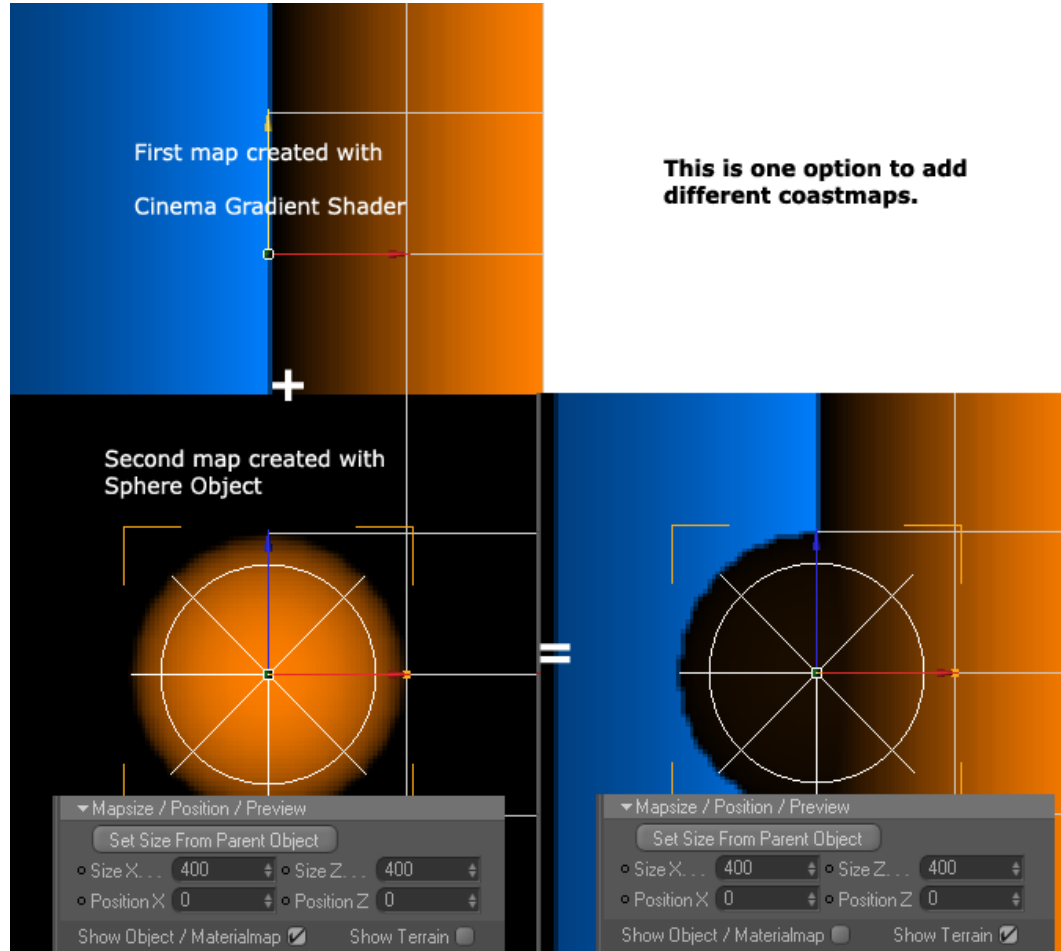 First map created with
Cinema Gradient Shader
This is one option to add
different coastmaps.
+
Second map created with
Sphere Object
=
Mapsize / Position / Preview
Set Size From Parent Object
Size X. . . 400 Size Z. . . 400
Position X 0 Position Z 0
Show Object / Materialmap Show Terrain
Mapsize / Position / Preview
Set Size From Parent Object
Size X. . . 400 Size Z. . . 400
Position X 0 Position Z 0
Show Object / Materialmap Show Terrain